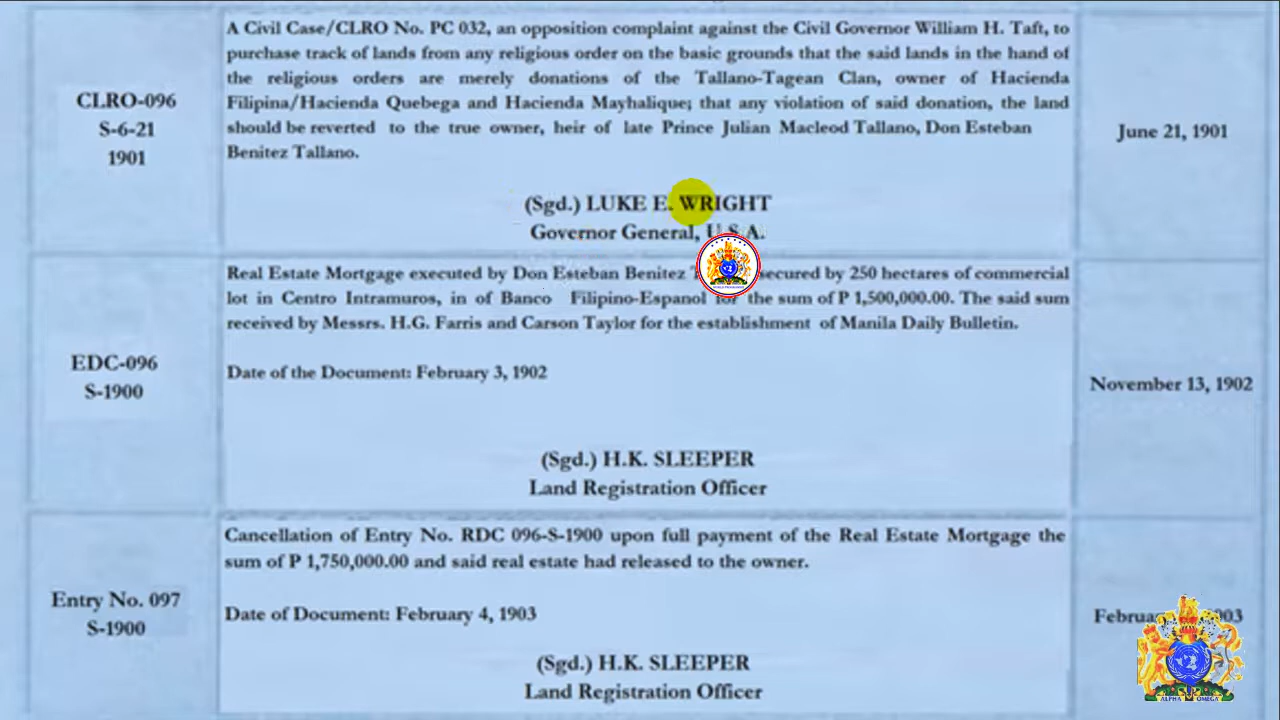 A Civil Case/CLRO No. PC 032, an opposition complaint against the Civil Governor William H. Taft, to
purchase track of lands from any religious order on the basic grounds that the said lands in the hand of
the religious orders are merely donations of the Tallano-Tagean Clan, owner of Hacienda
Filipina/Hacienda Quebega and Hacienda Mayhalique; that any violation of said donation, the land
should be reverted to the true owner, heir of late Prince Julian Macleod Tallano, Don Esteban
Benitez Tallano.
CLRO-096
S-6-21
1901
June 21, 1901
(Sgd.) LUKE E. WRIGHT
Governor General, U.S.A.
Real Estate Mortgage executed by Don Esteban Benitez secured by 250 hectares of commercial
lot in Centro Intramuros, in of Banco Filipino-Espanol for the sum of P 1,500,000.00. The said sum
received by Messrs. H.G. Farris and Carson Taylor for the establishment of Manila Daily Bulletin.
EDC-096
S-1900
Date of the Document: February 3, 1902
November 13, 1902
(Sgd.) H.K. SLEEPER
Land Registration Officer
Cancellation of Entry No. RDC 096-S-1900 upon full payment of the Real Estate Mortgage the
sum of P 1,750,000.00 and said real estate had released to the owner.
Entry No. 097
S-1900
Date of Document: February 4, 1903
(Sgd.) H.K. SLEEPER
Land Registration Officer
ALPHA OMEGA